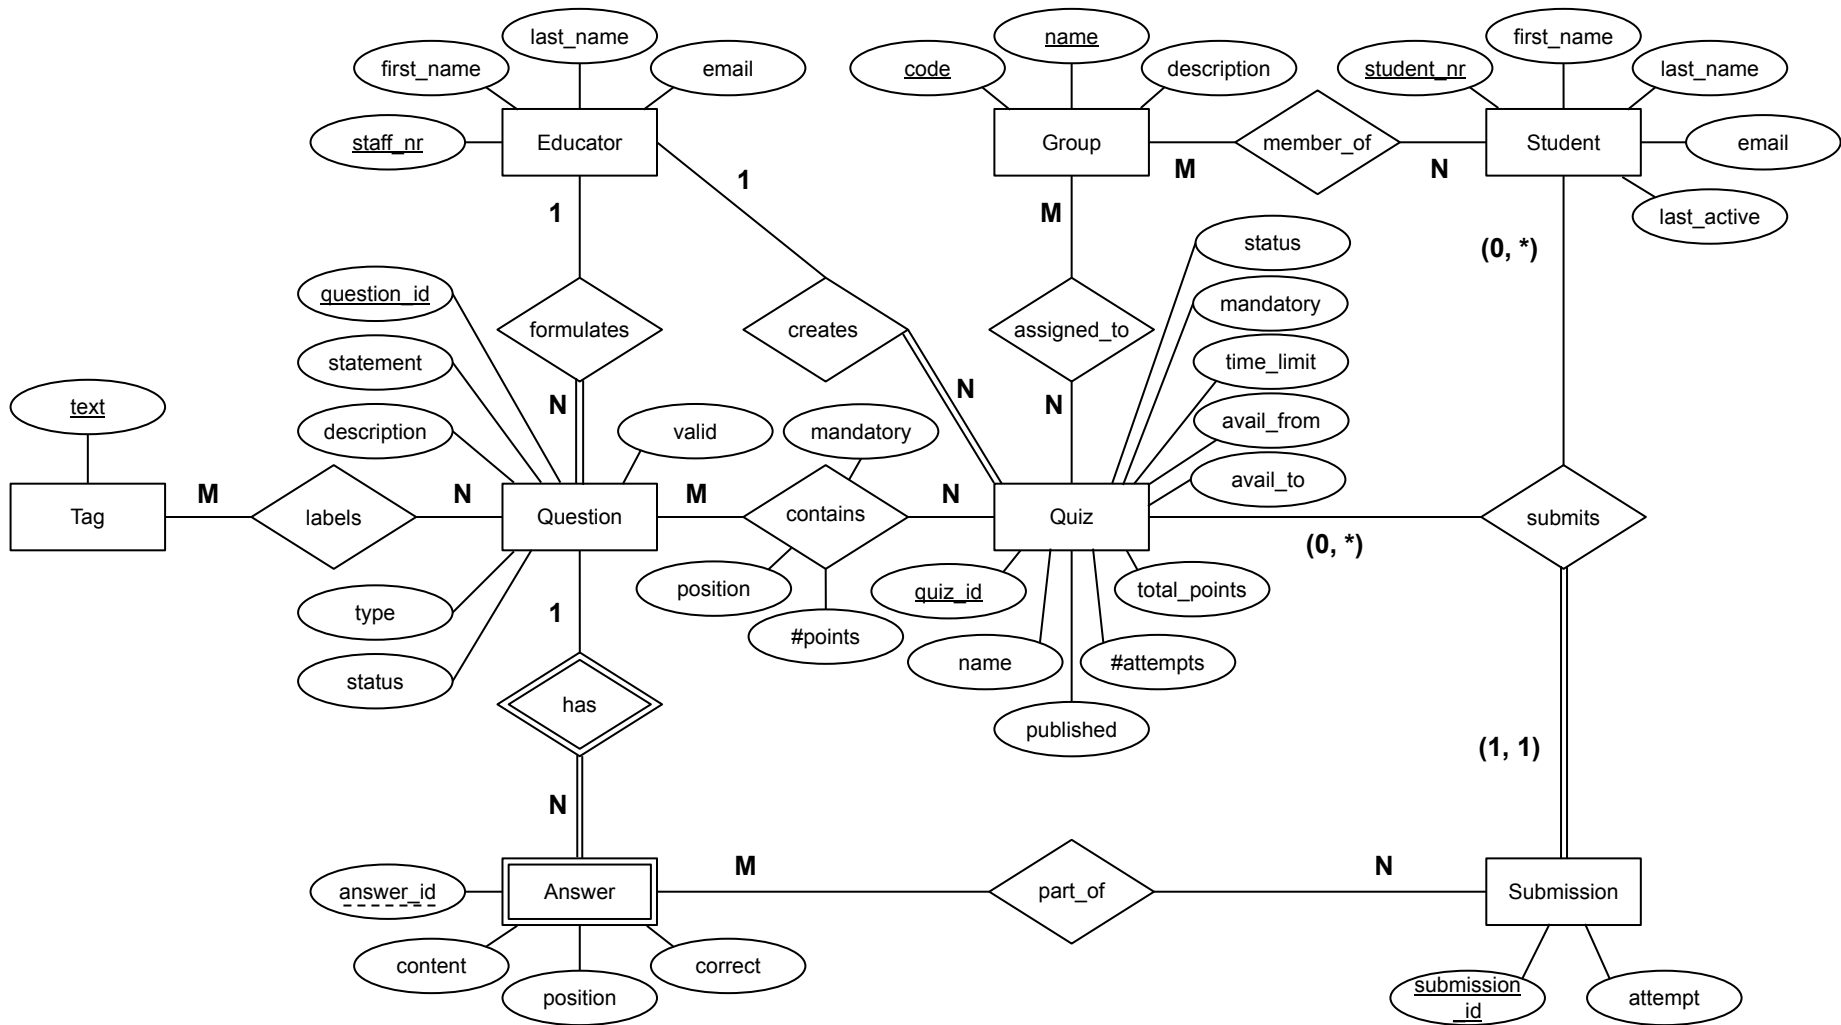 last_name
name
first_name
first_name
email
code
description
student_nr
last_name
staff_nr
Educator
Group
member_of
Student
email
M
N
1
1
M
last_active
status
(0, *)
question_id
mandatory
formulates
creates
assigned_to
statement
time_limit
N
N
N
text
avail_from
description
valid
mandatory
avail_to
M
N
M
N
Tag
labels
Question
contains
Quiz
submits
(0, *)
position
quiz_id
total_points
type
1
#points
name
#attempts
status
has
published
(1, 1)
N
M
N
answer_id
Answer
part_of
Submission
content
correct
position
submission
_id
attempt